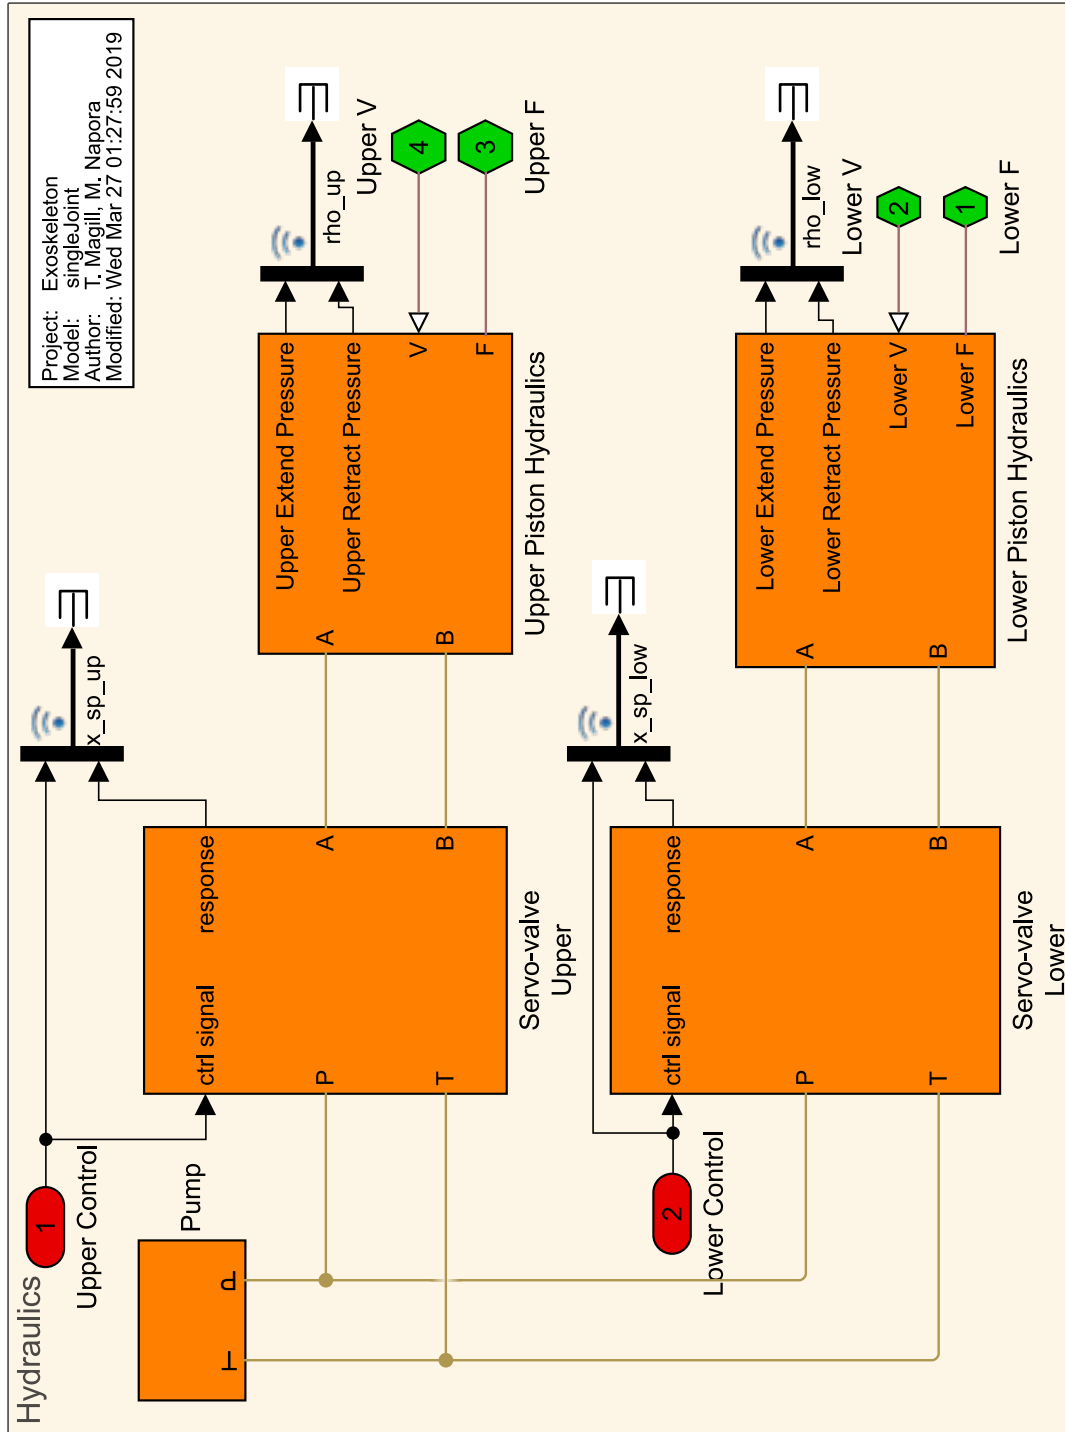 Hydraulics
Project: Exoskeleton
Model: singleJoint
Author: T. Magill, M. Napora
Modified: Wed Mar 27 01:27:59 2019
1
Upper Control
x_sp_up
Pump
T
P
ctrl signal
response
P
A
T
B
Servo-valve
Upper
Upper Extend Pressure
Upper Retract Pressure
A
V
B
F
Upper Piston Hydraulics
rho_up
Upper V
4
3
Upper F
2
Lower Control
x_sp_low
ctrl signal
response
P
A
T
B
Servo-valve
Lower
Lower Extend Pressure
Lower Retract Pressure
A
Lower V
B
Lower F
Lower Piston Hydraulics
rho_low
Lower V
2
1
Lower F